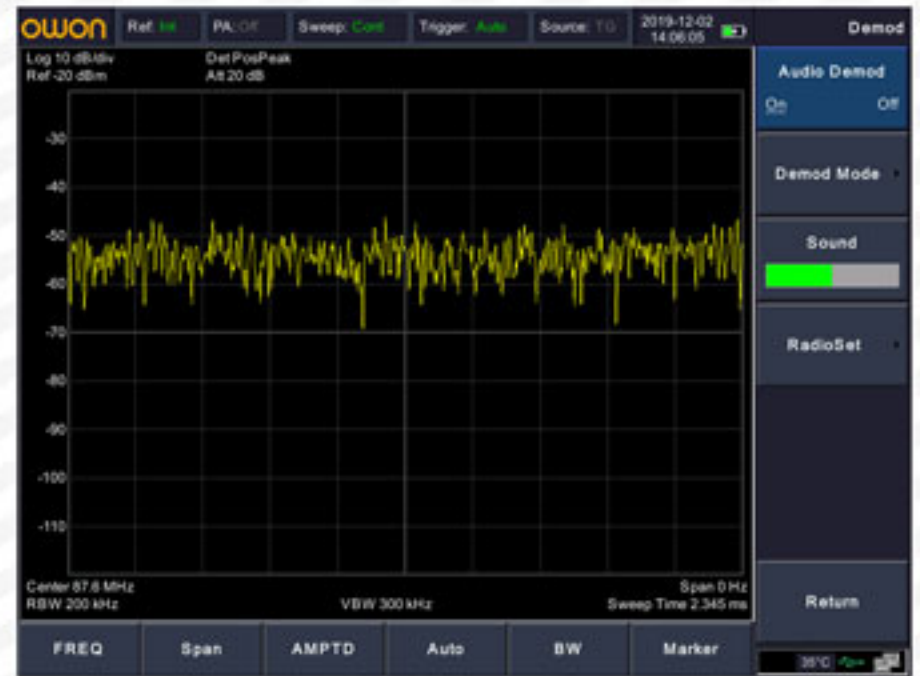 OWON Ref: Int PA: Off Sweep: Cont Trigger: Auto Source: TG 2019-12-02 14:06:05 Demod
Log 10 dB/div Det PosPeak
Ref -20 dBm Att 20 dB
Audio Demod
On Off
-30
-40
Demod Mode
-50
Sound
-60
-70
RadioSet
-80
-90
-100
-110
Center 87.6 MHz Span 0 Hz
RBW 200 kHz VBW 300 kHz Sweep Time 2.345 ms
Return
FREQ Span AMPTD Auto BW Marker
35°C